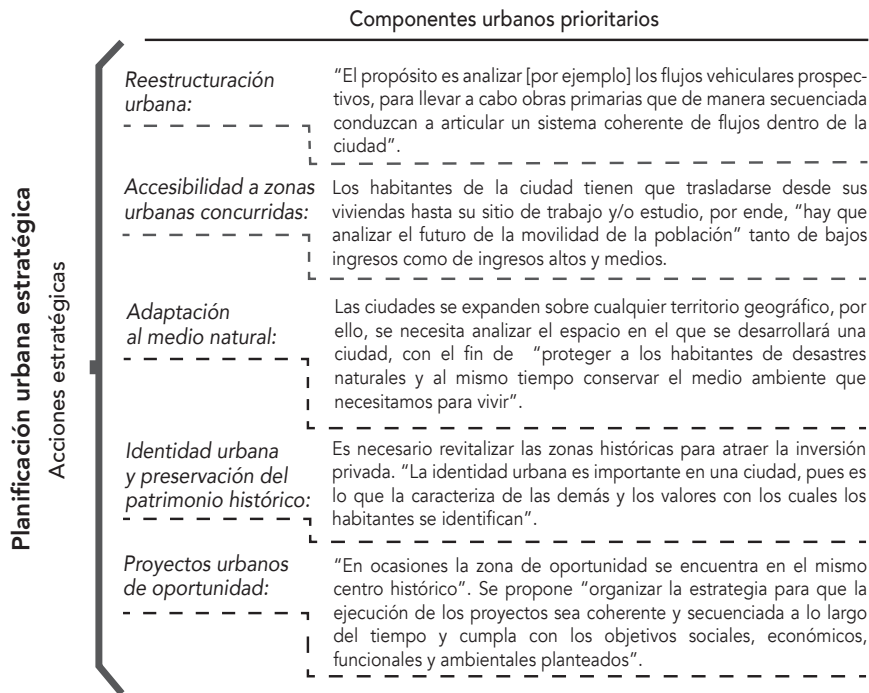 Componentes urbanos prioritarios
Planificación urbana estratégica
Acciones estratégicas
Reestructuración
urbana:
“El propósito es analizar [por ejemplo] los flujos vehiculares prospec-
tivos, para llevar a cabo obras primarias que de manera secuenciada
conduzcan a articular un sistema coherente de flujos dentro de la
ciudad”.
Accesibilidad a zonas
urbanas concurridas:
Los habitantes de la ciudad tienen que trasladarse desde sus
viviendas hasta su sitio de trabajo y/o estudio, por ende, “hay que
analizar el futuro de la movilidad de la población” tanto de bajos
ingresos como de ingresos altos y medios.
Adaptación
al medio natural:
Las ciudades se expanden sobre cualquier territorio geográfico, por
ello, se necesita analizar el espacio en el que se desarrollará una
ciudad, con el fin de “proteger a los habitantes de desastres
naturales y al mismo tiempo conservar el medio ambiente que
necesitamos para vivir”.
Identidad urbana
y preservación del
patrimonio histórico:
Es necesario revitalizar las zonas históricas para atraer la inversión
privada. “La identidad urbana es importante en una ciudad, pues es
lo que la caracteriza de las demás y los valores con los cuales los
habitantes se identifican”.
Proyectos urbanos
de oportunidad:
“En ocasiones la zona de oportunidad se encuentra en el mismo
centro histórico”. Se propone “organizar la estrategia para que la
ejecución de los proyectos sea coherente y secuenciada a lo largo
del tiempo y cumpla con los objetivos sociales, económicos,
funcionales y ambientales planteados”.